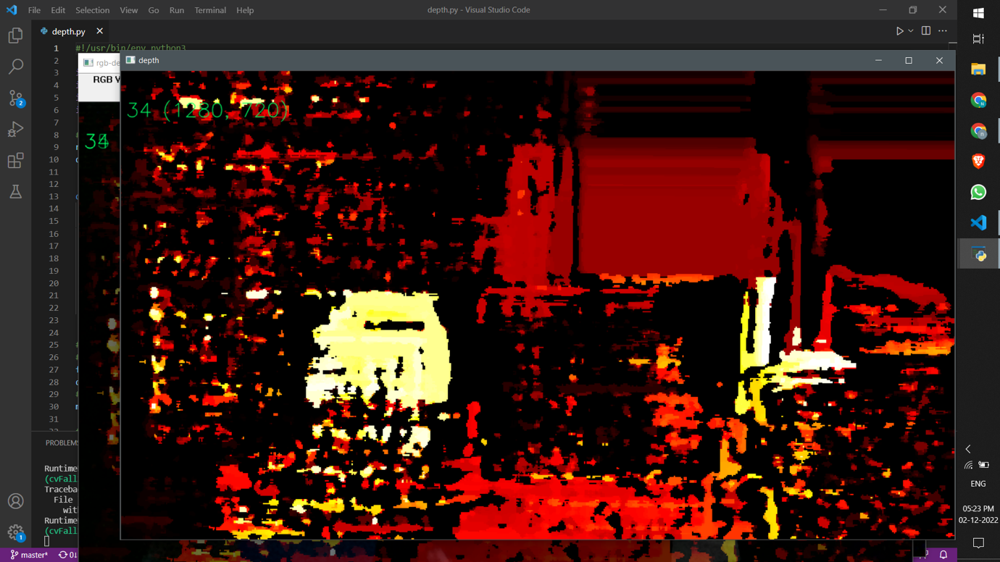 File Edit Selection View Go Run Terminal Help
depth.py - Visual Studio Code
depth.py
1 #!/usr/bin/env python3
2
3
4
5
6
7
8 #
9
10
11
12
13
14
15
16
17
18
19
20
21
22
23
24
25 #
26 #
27
28
29 #
30
31
depth
RGB
34 (1280, 720)
34
2
PROBLEMS
Runtime
(cvFall
Traceba
File
wit
Runtime
(cvFall
1
master*
ENG
05:23 PM
02-12-2022